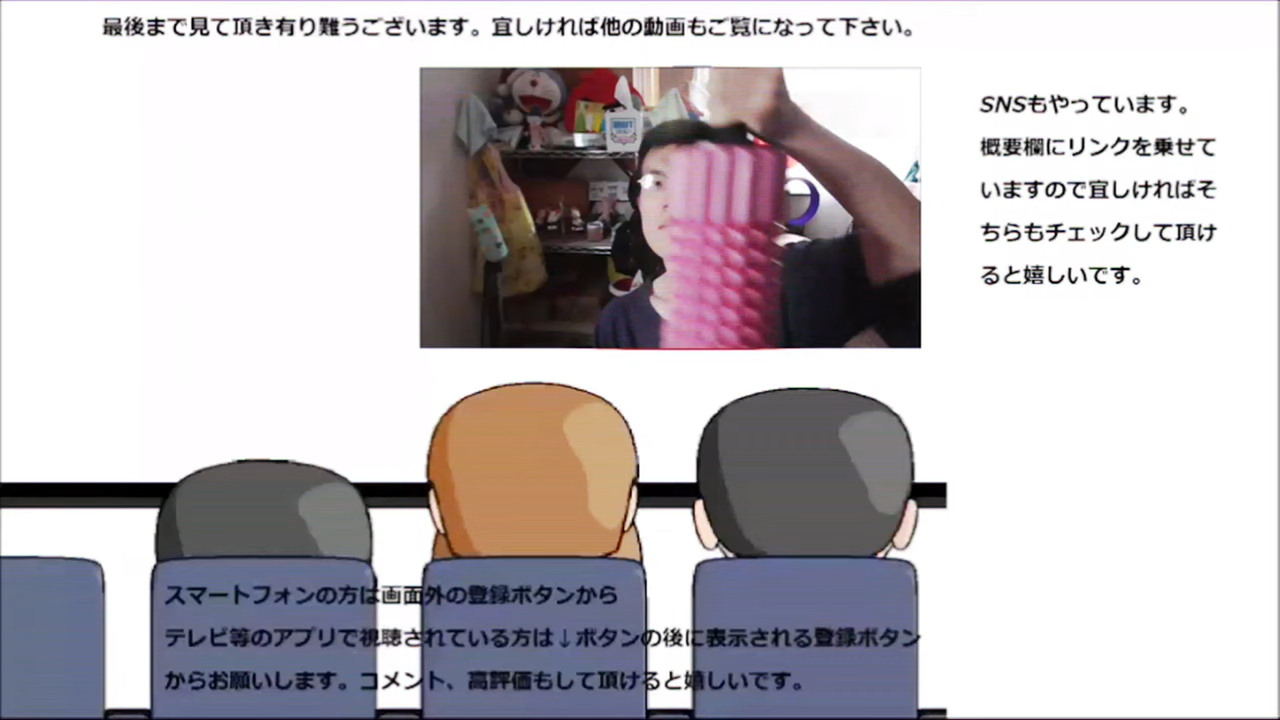 最後まで見て頂き有り難うございます。宜しければ他の動画もご覧になって下さい。
SNSもやっています。
概要欄にリンクを乗せて
いますので宜しければそ
ちらもチェックして頂け
ると嬉しいです。
スマートフォンの方は画面外の登録ボタンから
テレビ等のアプリで視聴されている方は↓ボタンの後に表示される登録ボタン
からお願いします。コメント、高評価もして頂けると嬉しいです。